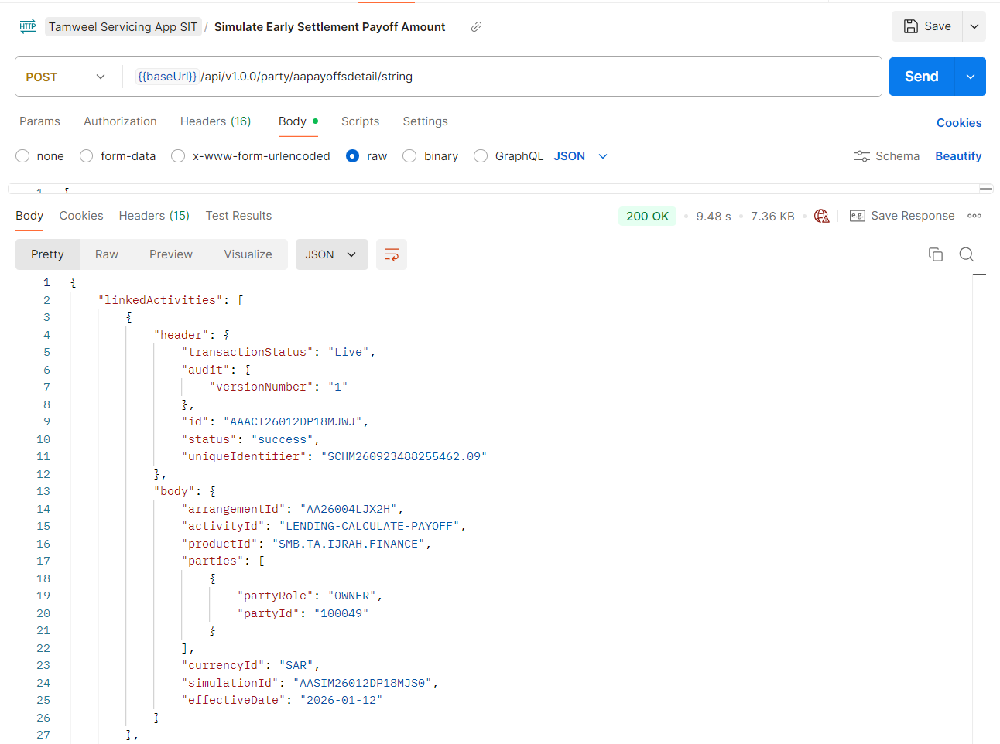 HTTP Tamweel Servicing App SIT / Simulate Early Settlement Payoff Amount Save
POST {{baseUrl}} /api/v1.0.0/party/aapayoffsdetail/string Send
Params Authorization Headers (16) Body Scripts Settings Cookies
none form-data x-www-form-urlencoded raw binary GraphQL JSON Schema Beautify
1 {
Body Cookies Headers (15) Test Results 200 OK 9.48 s 7.36 KB e.g. Save Response
Pretty Raw Preview Visualize JSON
1 {
2 "linkedActivities": [
3 {
4 "header": {
5 "transactionStatus": "Live",
6 "audit": {
7 "versionNumber": "1"
8 },
9 "id": "AAACT26012DP18MJWJ",
10 "status": "success",
11 "uniqueIdentifier": "SCHM260923488255462.09"
12 },
13 "body": {
14 "arrangementId": "AA26004LJX2H",
15 "activityId": "LENDING-CALCULATE-PAYOFF",
16 "productId": "SMB.TA.IJRAH.FINANCE",
17 "parties": [
18 {
19 "partyRole": "OWNER",
20 "partyId": "100049"
21 }
22 ],
23 "currencyId": "SAR",
24 "simulationId": "AASIM26012DP18MJS0",
25 "effectiveDate": "2026-01-12"
26 }
27 },